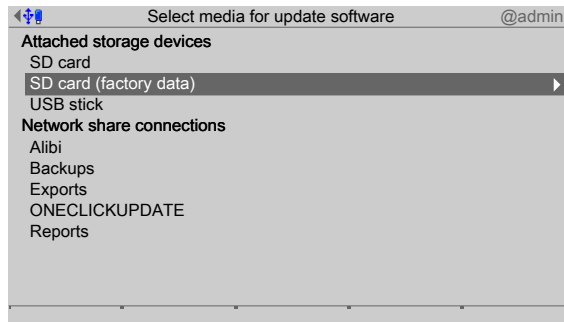 Select media for update software @admin
Attached storage devices
SD card
SD card (factory data)
USB stick
Network share connections
Alibi
Backups
Exports
ONECLICKUPDATE
Reports